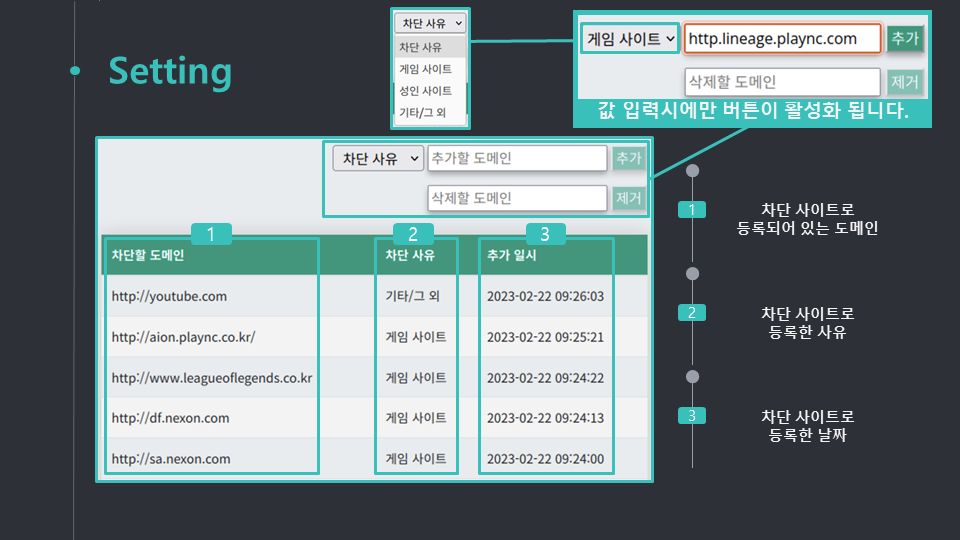 Setting
차단 사유
차단 사유
게임 사이트
성인 사이트
기타/그 외
게임 사이트 http.lineage.plaync.com 추가
삭제할 도메인 제거
값 입력시에만 버튼이 활성화 됩니다.
차단 사유 추가할 도메인 추가
삭제할 도메인 제거
1 2 3
차단할 도메인 차단 사유 추가 일시
http://youtube.com 기타/그 외 2023-02-22 09:26:03
http://aion.plaync.co.kr/ 게임 사이트 2023-02-22 09:25:21
http://www.leagueoflegends.co.kr 게임 사이트 2023-02-22 09:24:22
http://df.nexon.com 게임 사이트 2023-02-22 09:24:13
http://sa.nexon.com 게임 사이트 2023-02-22 09:24:00
1 차단 사이트로
등록되어 있는 도메인
2 차단 사이트로
등록한 사유
3 차단 사이트로
등록한 날짜